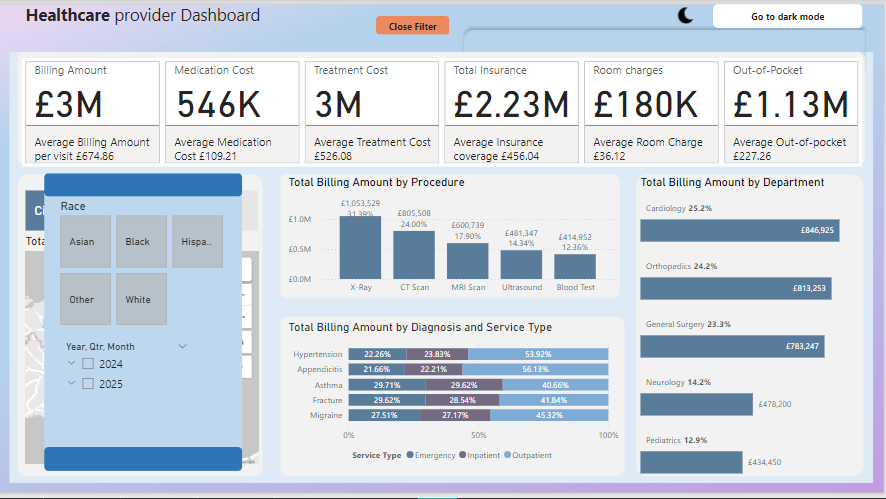 Healthcare provider Dashboard
Close Filter
Go to dark mode
Billing Amount
£3M
Average Billing Amount
per visit £674.86
Medication Cost
546K
Average Medication
Cost £109.21
Treatment Cost
3M
Average Treatment Cost
£526.08
Total Insurance
£2.23M
Average Insurance
coverage £456.04
Room charges
£180K
Average Room Charge
£36.12
Out-of-Pocket
£1.13M
Average Out-of-pocket
£227.26
Ci
Tota
Race
Asian
Black
Hispa...
Other
White
Year, Qtr, Month
2024
2025
Total Billing Amount by Procedure
£1.0M
£0.5M
£0.0M
£1,053,529
31.39%
£805,508
24.00%
£600,739
17.90%
£481,347
14.34%
£414,952
12.36%
X-Ray
CT Scan
MRI Scan
Ultrasound
Blood Test
Total Billing Amount by Diagnosis and Service Type
Hypertension 22.26% 23.83% 53.92%
Appendicitis 21.66% 22.21% 56.13%
Asthma 29.71% 29.62% 40.66%
Fracture 29.62% 28.54% 41.84%
Migraine 27.51% 27.17% 45.32%
0% 50% 100%
Service Type Emergency Inpatient Outpatient
Total Billing Amount by Department
Cardiology 25.2%
£846,925
Orthopedics 24.2%
£813,253
General Surgery 23.3%
£783,247
Neurology 14.2%
£478,200
Pediatrics 12.9%
£434,450